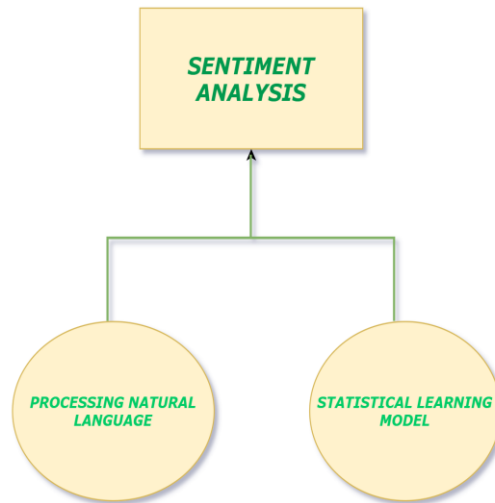 SENTIMENT
ANALYSIS
PROCESSING NATURAL
LANGUAGE
STATISTICAL LEARNING
MODEL